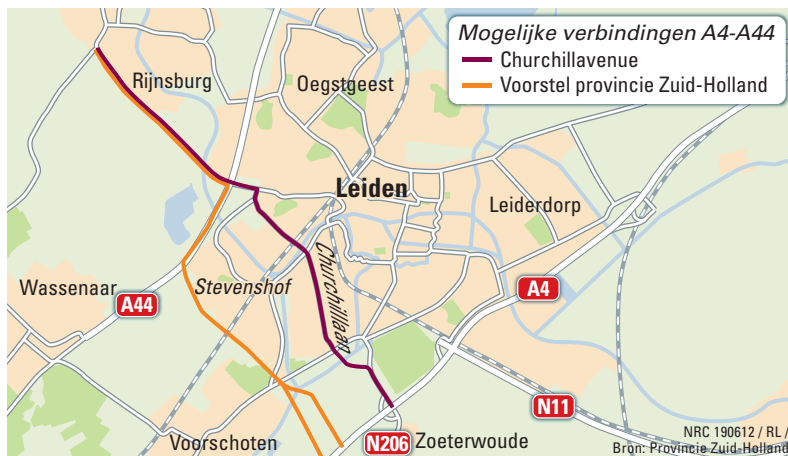 Mogelijke verbindingen A4-A44
Churchillavenue
Voorstel provincie Zuid-Holland
Rijnsburg
Oegstgeest
Leiden
Leiderdorp
Wassenaar
A44
Stevenshof
Churchilllaan
A4
N11
Voorschoten
N206
Zoeterwoude
NRC 190612 / RL /
Bron: Provincie Zuid-Holland